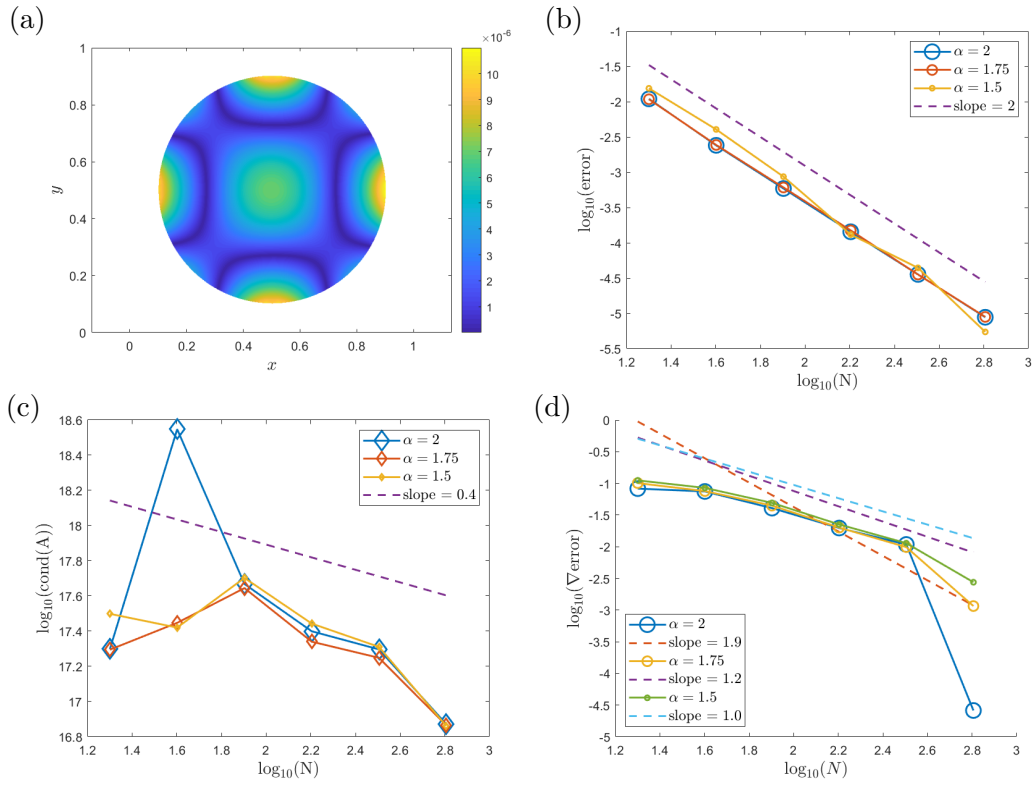 (a)
×10⁻⁶
1
0.8
0.6
0.4
0.2
0
y
0
0.2
0.4
0.6
0.8
1
x
10
9
8
7
6
5
4
3
2
1
(b)
-1
-1.5
-2
-2.5
-3
-3.5
-4
-4.5
-5
-5.5
log₁₀(error)
1.2 1.4 1.6 1.8 2 2.2 2.4 2.6 2.8 3
log₁₀(N)
α = 2
α = 1.75
α = 1.5
slope = 2
(c)
18.6
18.4
18.2
18
17.8
17.6
17.4
17.2
17
16.8
log₁₀(cond(A))
1.2 1.4 1.6 1.8 2 2.2 2.4 2.6 2.8 3
log₁₀(N)
α = 2
α = 1.75
α = 1.5
slope = 0.4
(d)
0
-0.5
-1
-1.5
-2
-2.5
-3
-3.5
-4
-4.5
-5
log₁₀(∇error)
1.2 1.4 1.6 1.8 2 2.2 2.4 2.6 2.8 3
log₁₀(N)
α = 2
slope = 1.9
α = 1.75
slope = 1.2
α = 1.5
slope = 1.0